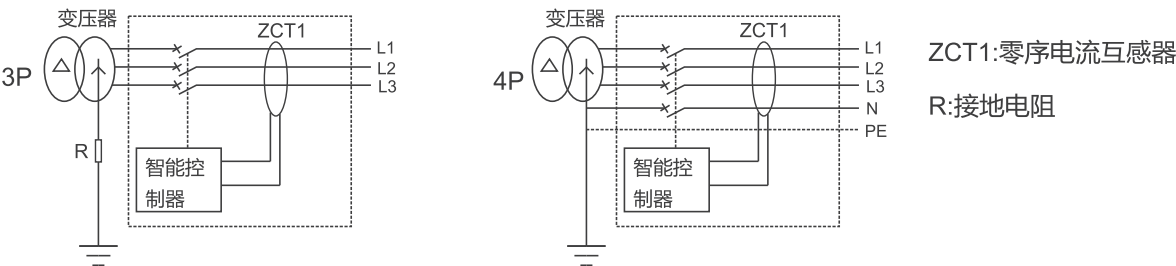 变压器
ZCT1
L1
L2
L3
3P
R
智能控
制器
变压器
ZCT1
L1
L2
L3
N
PE
4P
智能控
制器
ZCT1:零序电流互感器
R:接地电阻